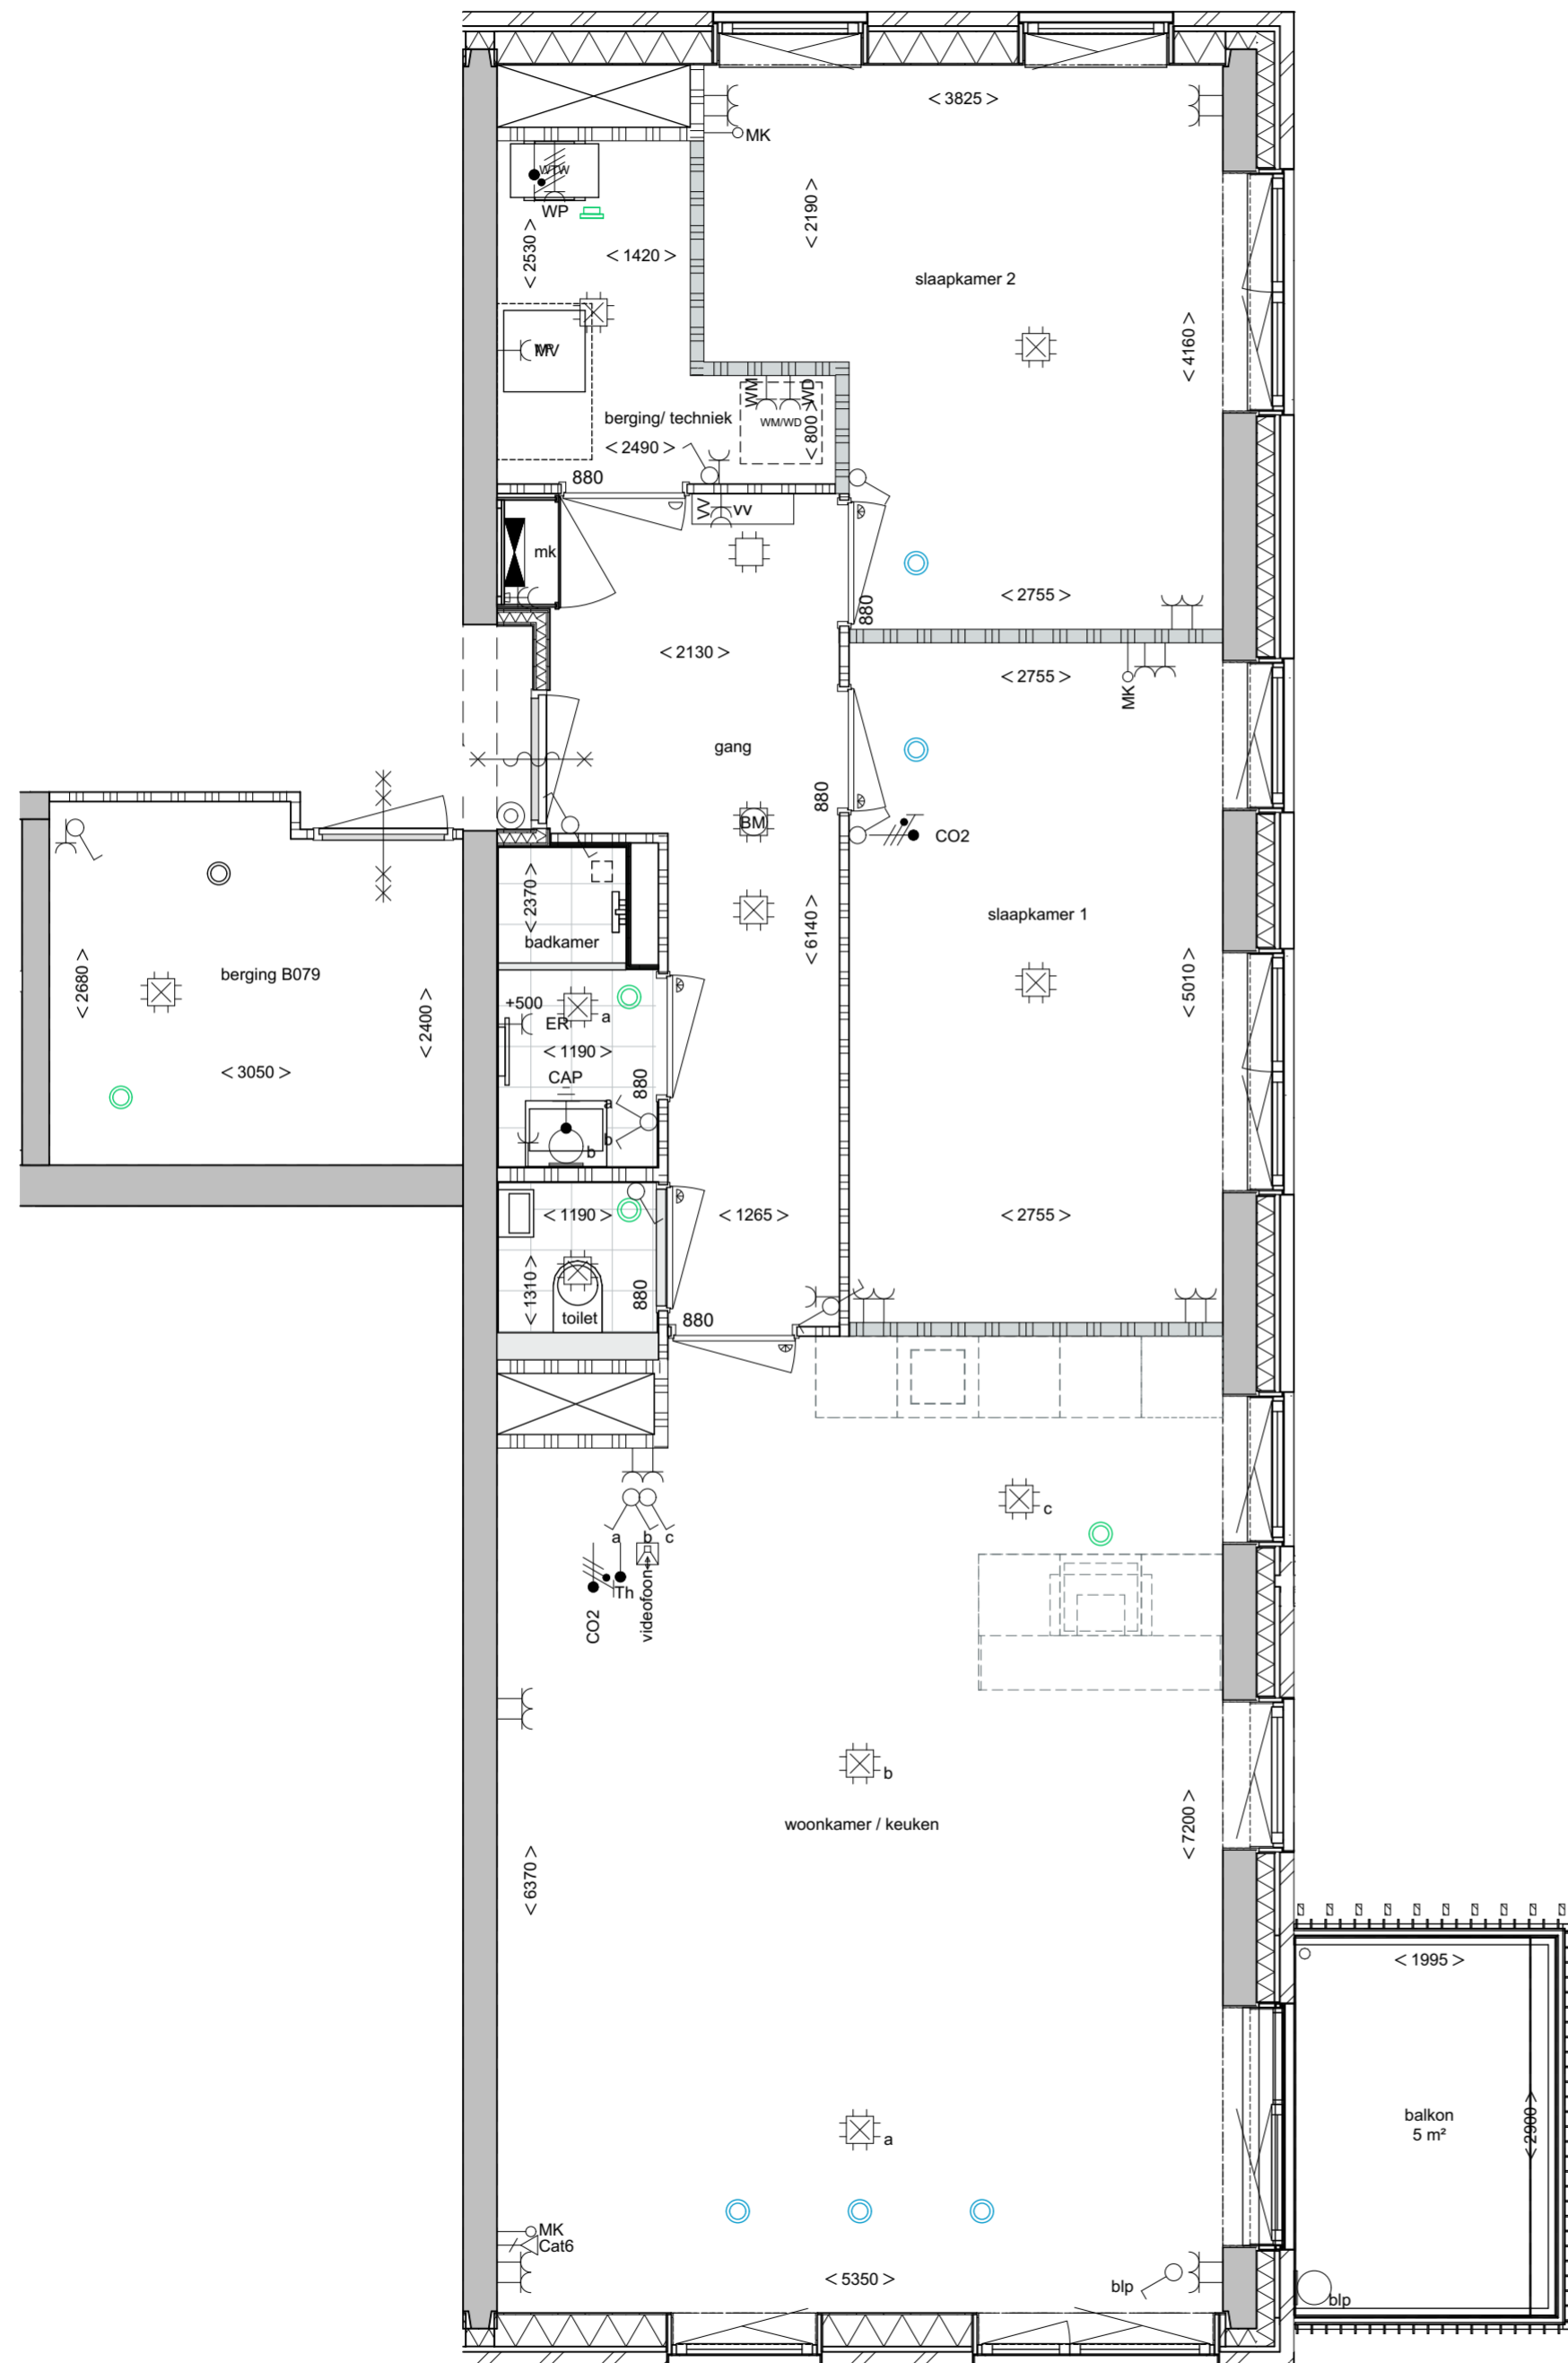 < 3825 >
MK
WTW
WP
< 2530 >
< 1420 >
< 2190 >
slaapkamer 2
< 4160 >
MV
WM
WD
WM/WD
< 800 >
berging/ techniek
< 2490 >
880
VV
vv
mk
880
< 2755 >
< 2130 >
< 2755 >
MK
gang
880
BM
CO2
< 2370 >
badkamer
< 6140 >
slaapkamer 1
berging B079
< 2680 >
< 2400 >
< 3050 >
+500
ER
a
< 1190 >
CAP
880
a
b
b
< 5010 >
< 1190 >
< 1265 >
< 2755 >
< 1310 >
880
toilet
880
a
b
c
c
Th
CO2
videofoon
b
woonkamer / keuken
< 7200 >
< 6370 >
< 1995 >
balkon
5 m²
< 2900 >
a
MK
Cat6
< 5350 >
blp
blp